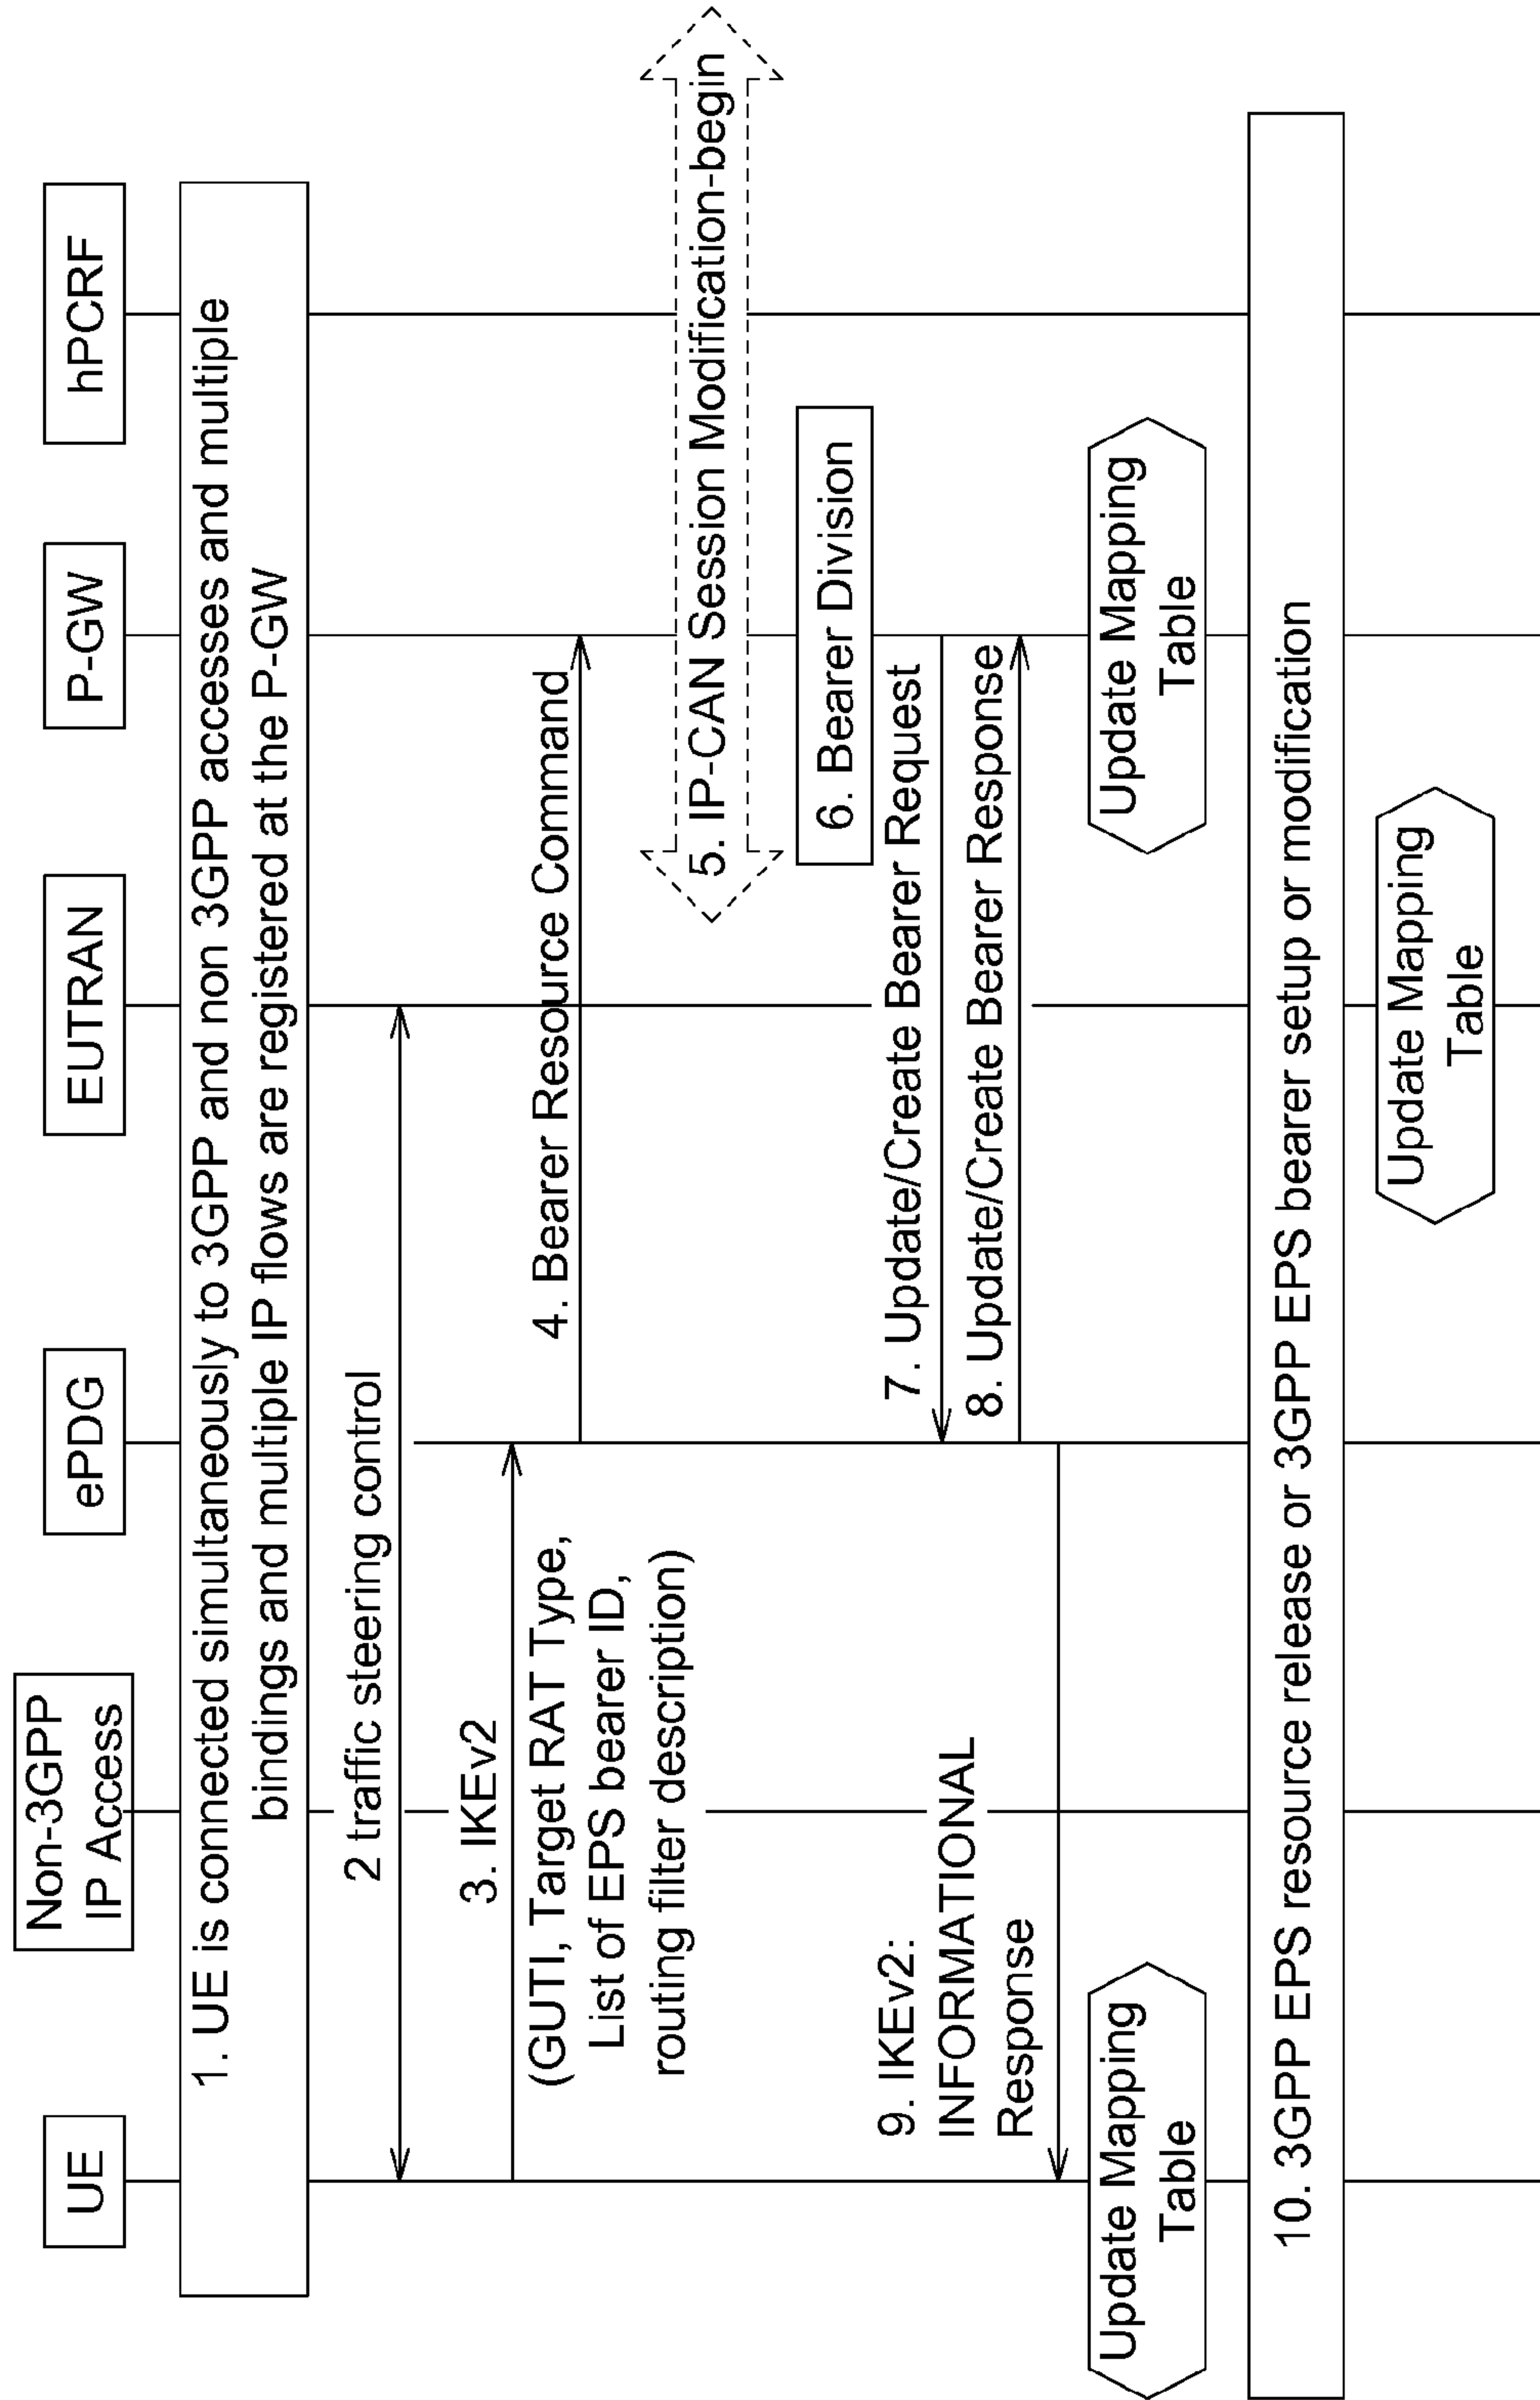 UE
Non-3GPP
IP Access
ePDG
EUTRAN
P-GW
hPCRF
1. UE is connected simultaneously to 3GPP and non 3GPP accesses and multiple
bindings and multiple IP flows are registered at the P-GW
2 traffic steering control
3. IKEv2
(GUTI, Target RAT Type,
List of EPS bearer ID,
routing filter description)
4. Bearer Resource Command
5. IP-CAN Session Modification-begin
6. Bearer Division
7. Update/Create Bearer Request
8. Update/Create Bearer Response
9. IKEv2:
INFORMATIONAL
Response
Update Mapping
Table
Update Mapping
Table
10. 3GPP EPS resource release or 3GPP EPS bearer setup or modification
Update Mapping
Table